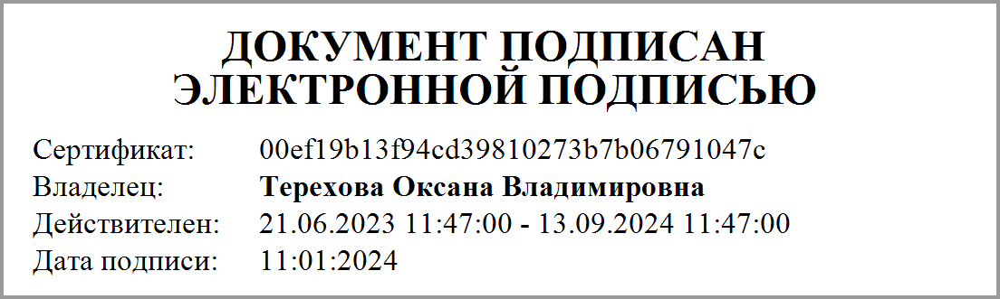 ДОКУМЕНТ ПОДПИСАН
ЭЛЕКТРОННОЙ ПОДПИСЬЮ
Сертификат: 00ef19b13f94cd39810273b7b06791047c
Владелец: Терехова Оксана Владимировна
Действителен: 21.06.2023 11:47:00 - 13.09.2024 11:47:00
Дата подписи: 11:01:2024